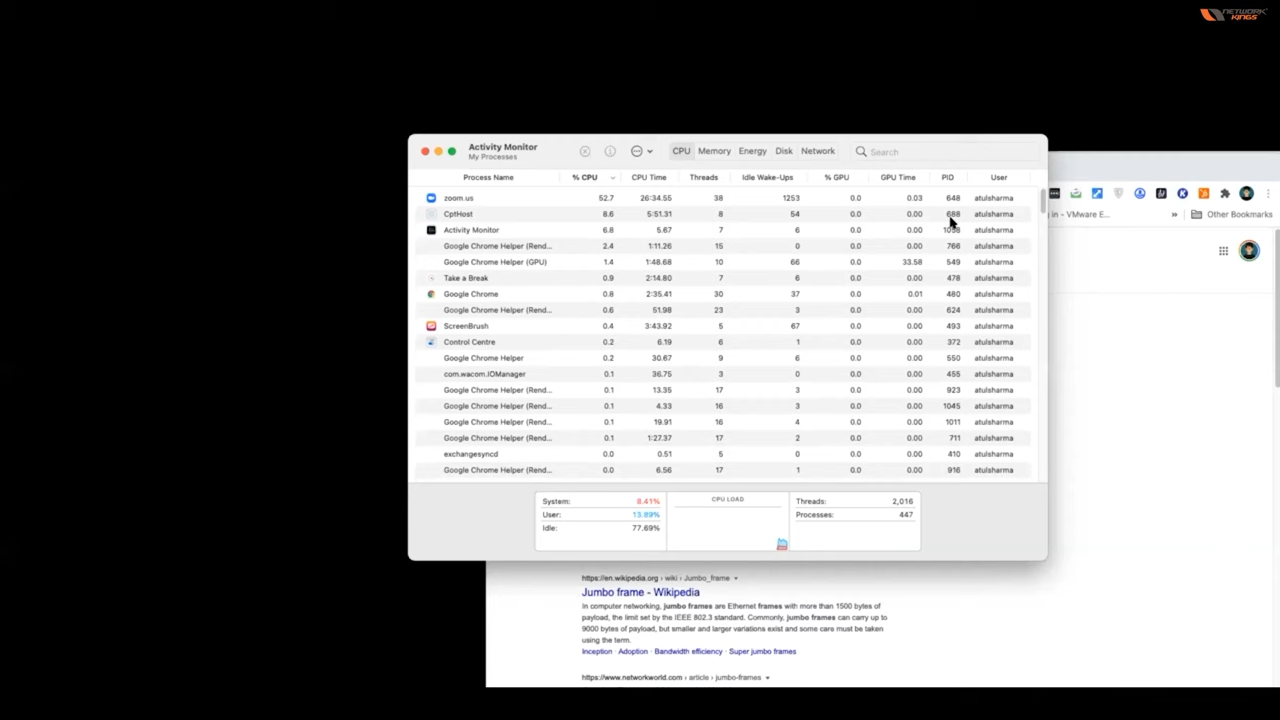 NETWORK
KINGS
Activity Monitor
My Processes
CPU Memory Energy Disk Network Search
Process Name % CPU CPU Time Threads Idle Wake-Ups % GPU GPU Time PID User
zoom.us 52.7 26:34.55 38 1253 0.0 0.03 648 atulsharma
CptHost 8.6 5:51.31 8 54 0.0 0.00 688 atulsharma
Activity Monitor 6.8 5.67 7 6 0.0 0.00 atulsharma
Google Chrome Helper (Rend... 2.4 1:11.26 15 0 0.0 0.00 766 atulsharma
Google Chrome Helper (GPU) 1.4 1:48.68 10 66 0.0 33.58 549 atulsharma
Take a Break 0.9 2:14.80 7 6 0.0 0.00 478 atulsharma
Google Chrome 0.8 2:35.41 30 37 0.0 0.01 480 atulsharma
Google Chrome Helper (Rend... 0.6 51.98 23 3 0.0 0.00 624 atulsharma
ScreenBrush 0.4 3:43.92 5 67 0.0 0.00 493 atulsharma
Control Centre 0.2 6.19 6 1 0.0 0.00 372 atulsharma
Google Chrome Helper 0.2 30.67 9 6 0.0 0.00 550 atulsharma
com.wacom.IOManager 0.1 36.75 3 0 0.0 0.00 455 atulsharma
Google Chrome Helper (Rend... 0.1 13.35 17 3 0.0 0.00 923 atulsharma
Google Chrome Helper (Rend... 0.1 4.33 16 3 0.0 0.00 1045 atulsharma
Google Chrome Helper (Rend... 0.1 19.91 16 4 0.0 0.00 1011 atulsharma
Google Chrome Helper (Rend... 0.1 1:27.37 17 2 0.0 0.00 711 atulsharma
exchangesyncd 0.0 0.51 5 0 0.0 0.00 410 atulsharma
Google Chrome Helper (Rend... 0.0 6.56 17 1 0.0 0.00 916 atulsharma
System: 8.41% CPU LOAD Threads: 2,016
User: 13.89% Processes: 447
Idle: 77.69%
in - VMware E... » Other Bookmarks
https://en.wikipedia.org › wiki › Jumbo_frame
Jumbo frame - Wikipedia
In computer networking, jumbo frames are Ethernet frames with more than 1500 bytes of
payload, the limit set by the IEEE 802.3 standard. Commonly, jumbo frames can carry up to
9000 bytes of payload, but smaller and larger variations exist and some care must be taken
using the term.
Inception · Adoption · Bandwidth efficiency · Super jumbo frames
https://www.networkworld.com › article › jumbo-frames